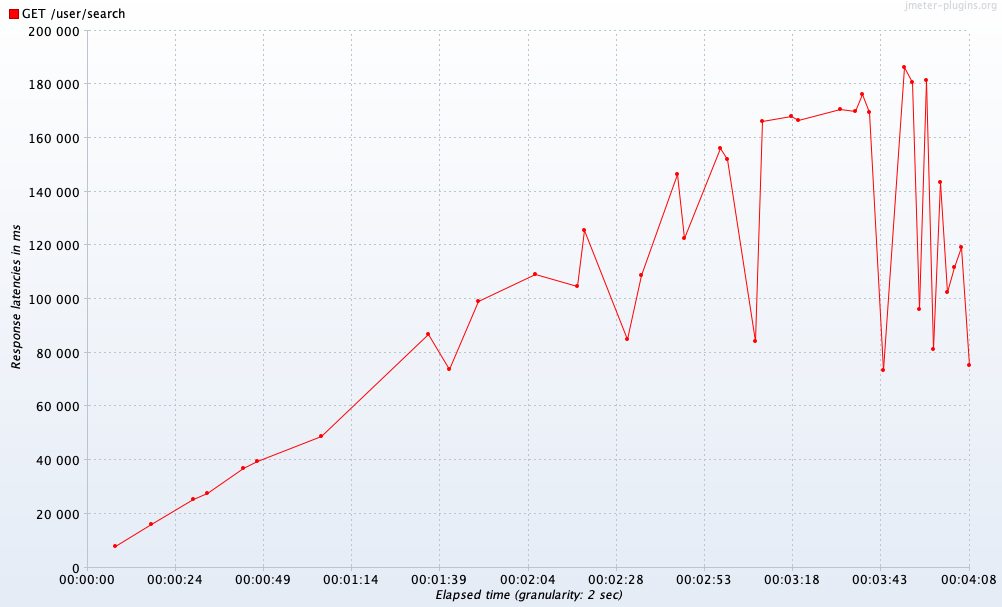 jmeter-plugins.org
GET /user/search
200 000
180 000
160 000
140 000
120 000
100 000
80 000
60 000
40 000
20 000
0
Response latencies in ms
00:00:00 00:00:24 00:00:49 00:01:14 00:01:39 00:02:04 00:02:28 00:02:53 00:03:18 00:03:43 00:04:08
Elapsed time (granularity: 2 sec)